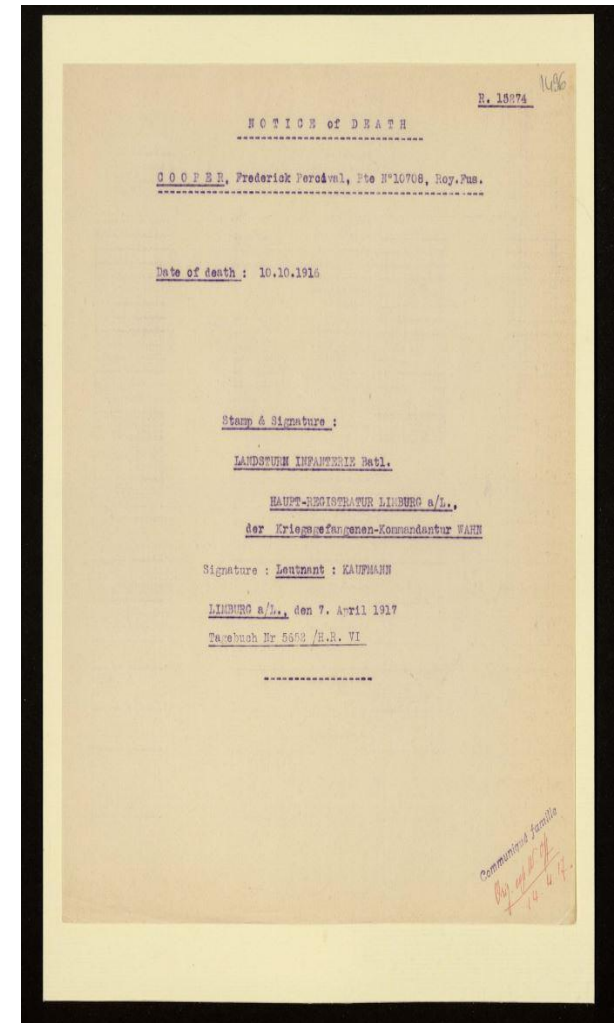 1496
R. 15274
NOTICE of DEATH
COOPER, Frederick Percival, Pte N°10708, Roy.Fus.
Date of death : 10.10.1916
Stamp & Signature :
LANDSTURM INFANTERIE Batl.
HAUPT-REGISTRATUR LIMBURG a/L.,
der Kriegsgefangenen-Kommandantur WAHN
Signature : Leutnant : KAUFMANN
LIMBURG a/L., den 7. April 1917
Tagebuch Nr 5653 /H.R. VI
Communiqué famille
14.4.17.